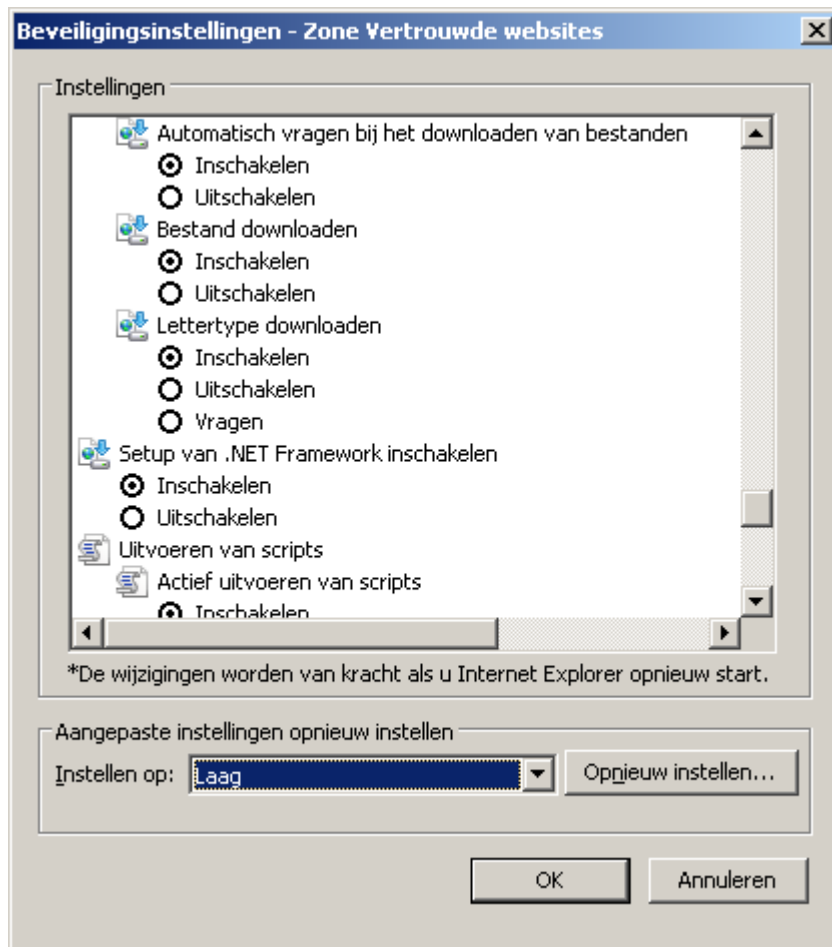 Beveiligingsinstellingen - Zone Vertrouwde websites
Instellingen
Automatisch vragen bij het downloaden van bestanden
Inschakelen
Uitschakelen
Bestand downloaden
Inschakelen
Uitschakelen
Lettertype downloaden
Inschakelen
Uitschakelen
Vragen
Setup van .NET Framework inschakelen
Inschakelen
Uitschakelen
Uitvoeren van scripts
Actief uitvoeren van scripts
Inschakelen
*De wijzigingen worden van kracht als u Internet Explorer opnieuw start.
Aangepaste instellingen opnieuw instellen
Instellen op: Laag Opnieuw instellen...
OK Annuleren